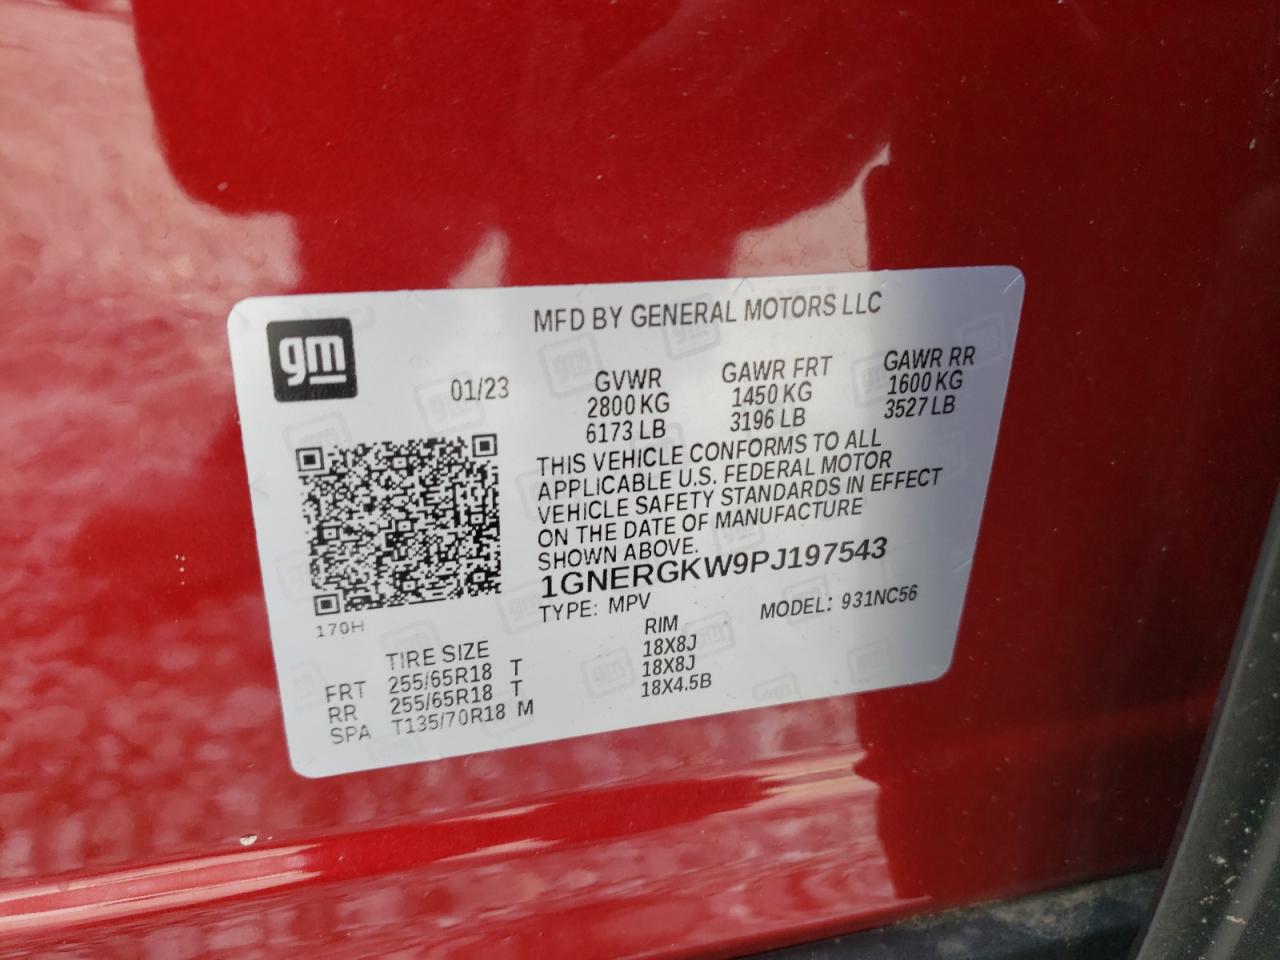 MFD BY GENERAL MOTORS LLC
gm
01/23
GVWR GAWR FRT GAWR RR
2800 KG 1450 KG 1600 KG
6173 LB 3196 LB 3527 LB
THIS VEHICLE CONFORMS TO ALL
APPLICABLE U.S. FEDERAL MOTOR
VEHICLE SAFETY STANDARDS IN EFFECT
ON THE DATE OF MANUFACTURE
SHOWN ABOVE.
1GNERGKW9PJ197543
TYPE: MPV MODEL: 931NC56
170H
TIRE SIZE RIM
FRT 255/65R18 T 18X8J
RR 255/65R18 T 18X8J
SPA T135/70R18 M 18X4.5B